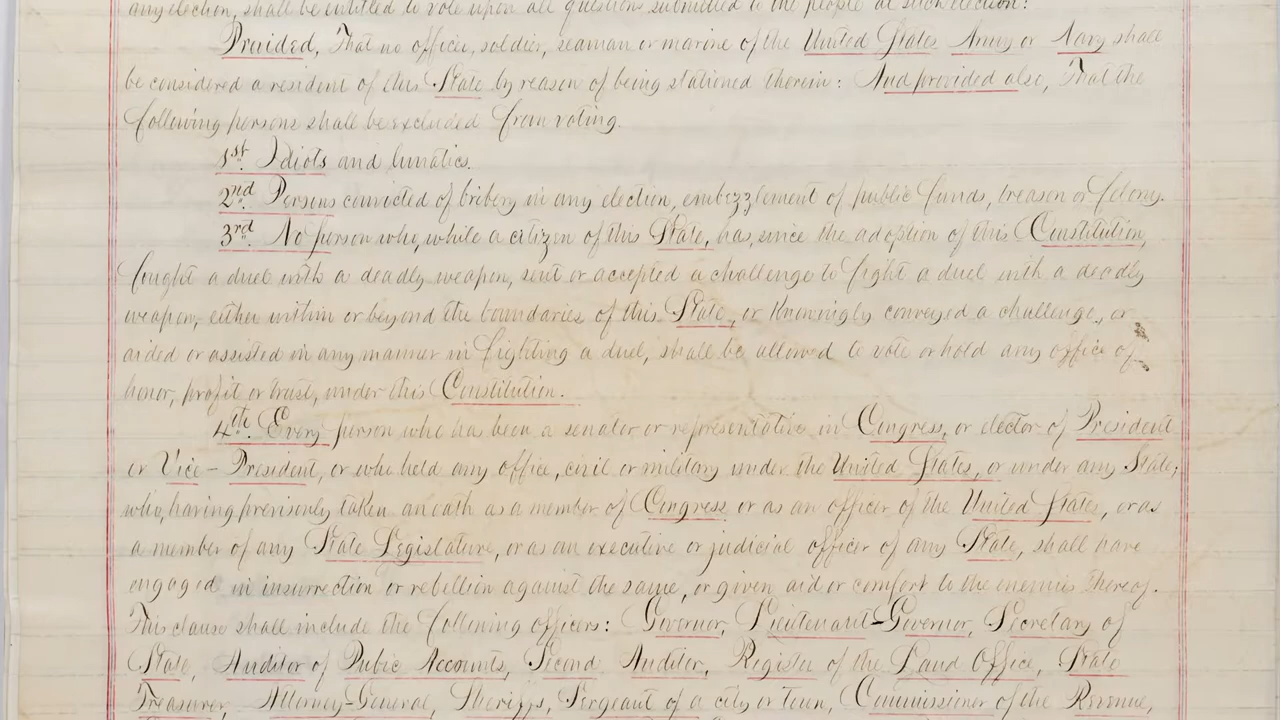 any election, shall be entitled to vote upon all questions submitted to the people at such election:
Provided, That no officer, soldier, seaman or marine of the United States Army or Navy shall
be considered a resident of this State by reason of being stationed therein: And provided also, That the
following persons shall be excluded from voting.
1st Idiots and lunatics.
2nd. Persons convicted of bribery in any election, embezzlement of public funds, treason or felony.
3rd. No person who, while a citizen of this State, has, since the adoption of this Constitution,
fought a duel with a deadly weapon, sent or accepted a challenge to fight a duel with a deadly
weapon, either within or beyond the boundaries of this State, or knowingly conveyed a challenge, or
aided or assisted in any manner in fighting a duel, shall be allowed to vote or hold any office of
honor, profit or trust, under this Constitution.
4th. Every person who has been a senator or representative in Congress, or elector of President
or Vice-President, or who held any office, civil or military under the United States, or under any State;
who, having previously taken an oath as a member of Congress or as an officer of the United States, or as
a member of any State Legislature, or as an executive or judicial officer of any State, shall have
engaged in insurrection or rebellion against the same, or given aid or comfort to the enemies thereof.
This clause shall include the following officers: Governor, Lieutenant-Governor, Secretary of
State, Auditor of Pubic Accounts, Second Auditor, Register of the Land Office, State
Treasurer, Attorney-General, Sheriffs, Sergeant of a city or town, Commissioner of the Revenue,